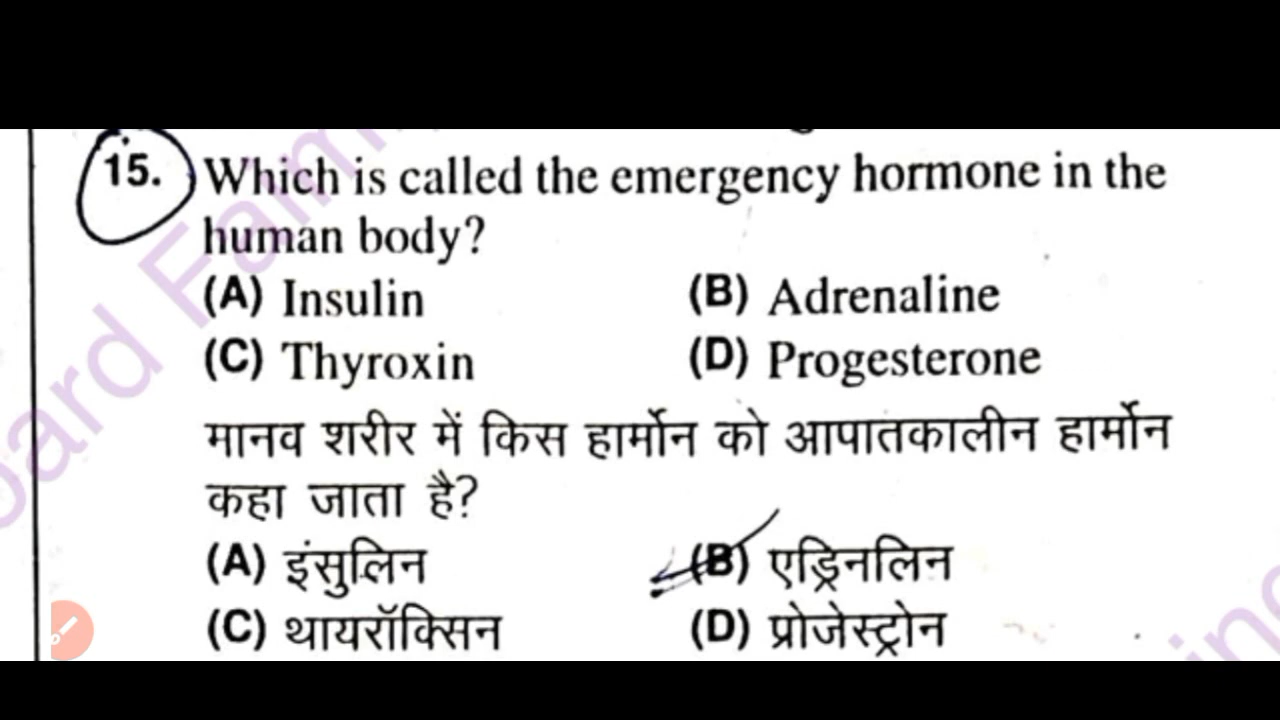 15. Which is called the emergency hormone in the
human body?
(A) Insulin (B) Adrenaline
(C) Thyroxin (D) Progesterone
मानव शरीर में किस हार्मोन को आपातकालीन हार्मोन
कहा जाता है?
(A) इंसुलिन (B) एड्रिनलिन
(C) थायरॉक्सिन (D) प्रोजेस्ट्रोन